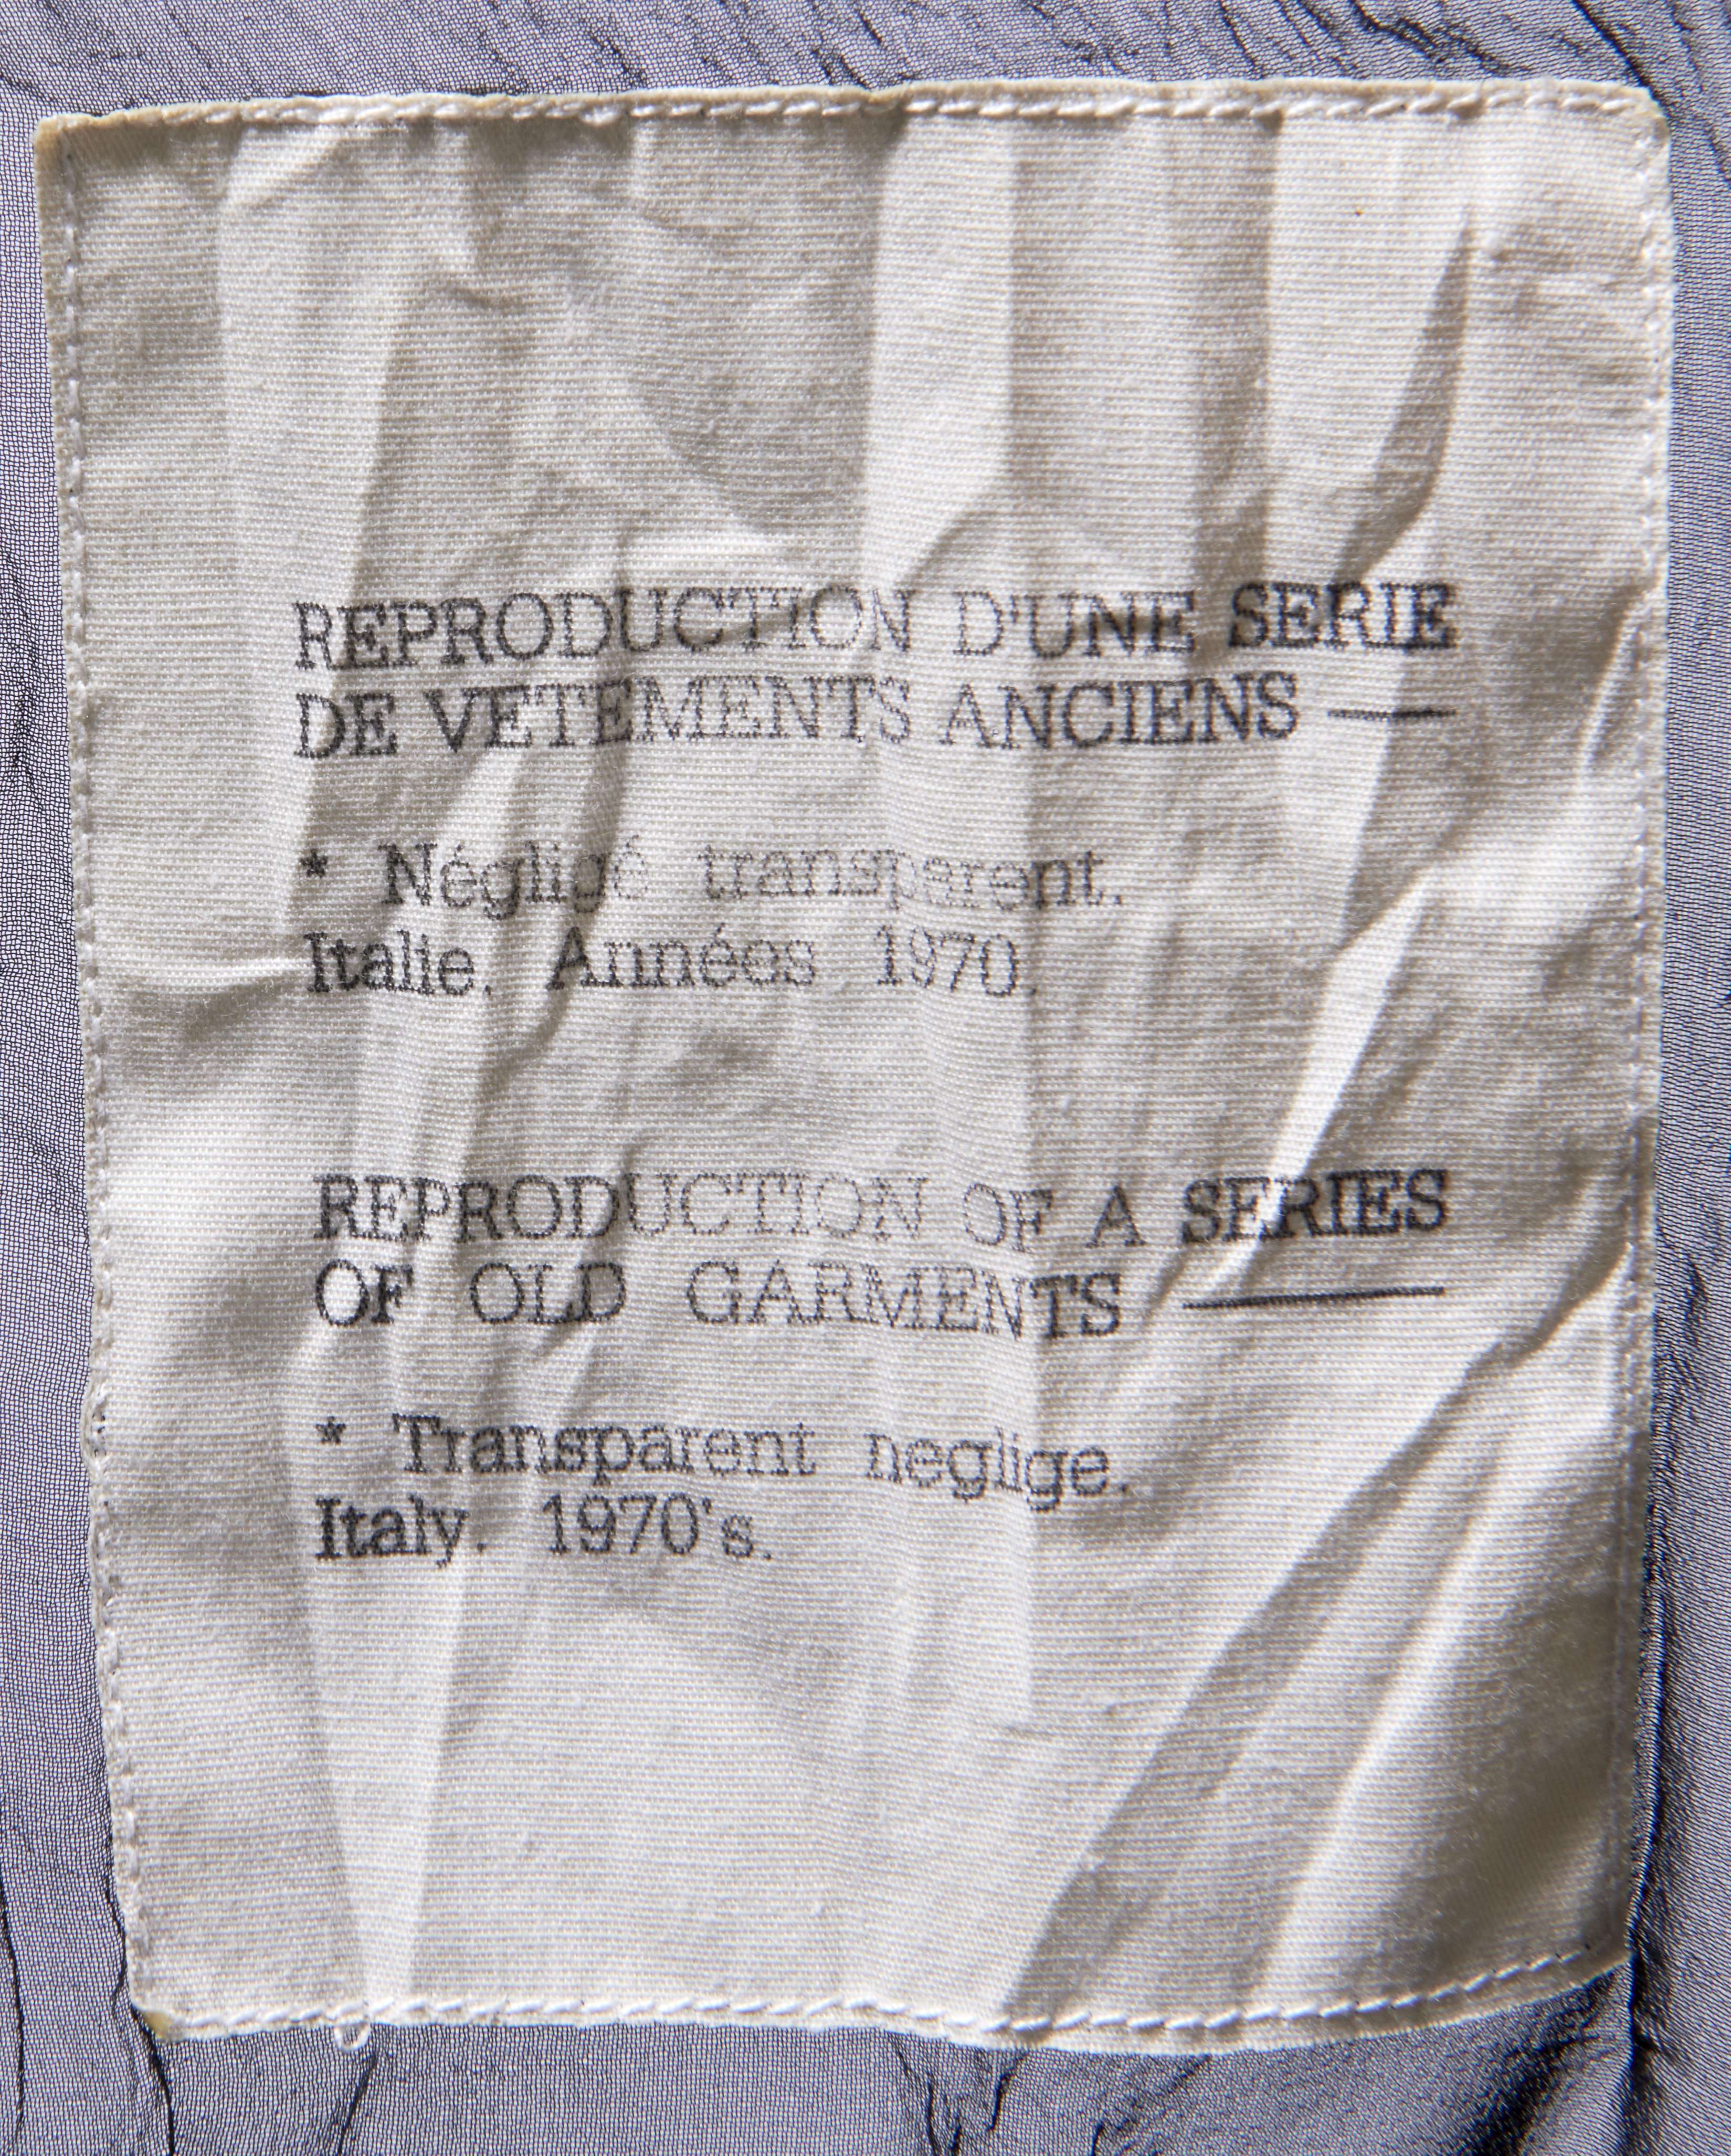 REPRODUCTION D'UNE SERIE
DE VETEMENTS ANCIENS —
* Négligé transparent.
Italie. Années 1970.
REPRODUCTION OF A SERIES
OF OLD GARMENTS —
* Transparent neglige.
Italy. 1970's.